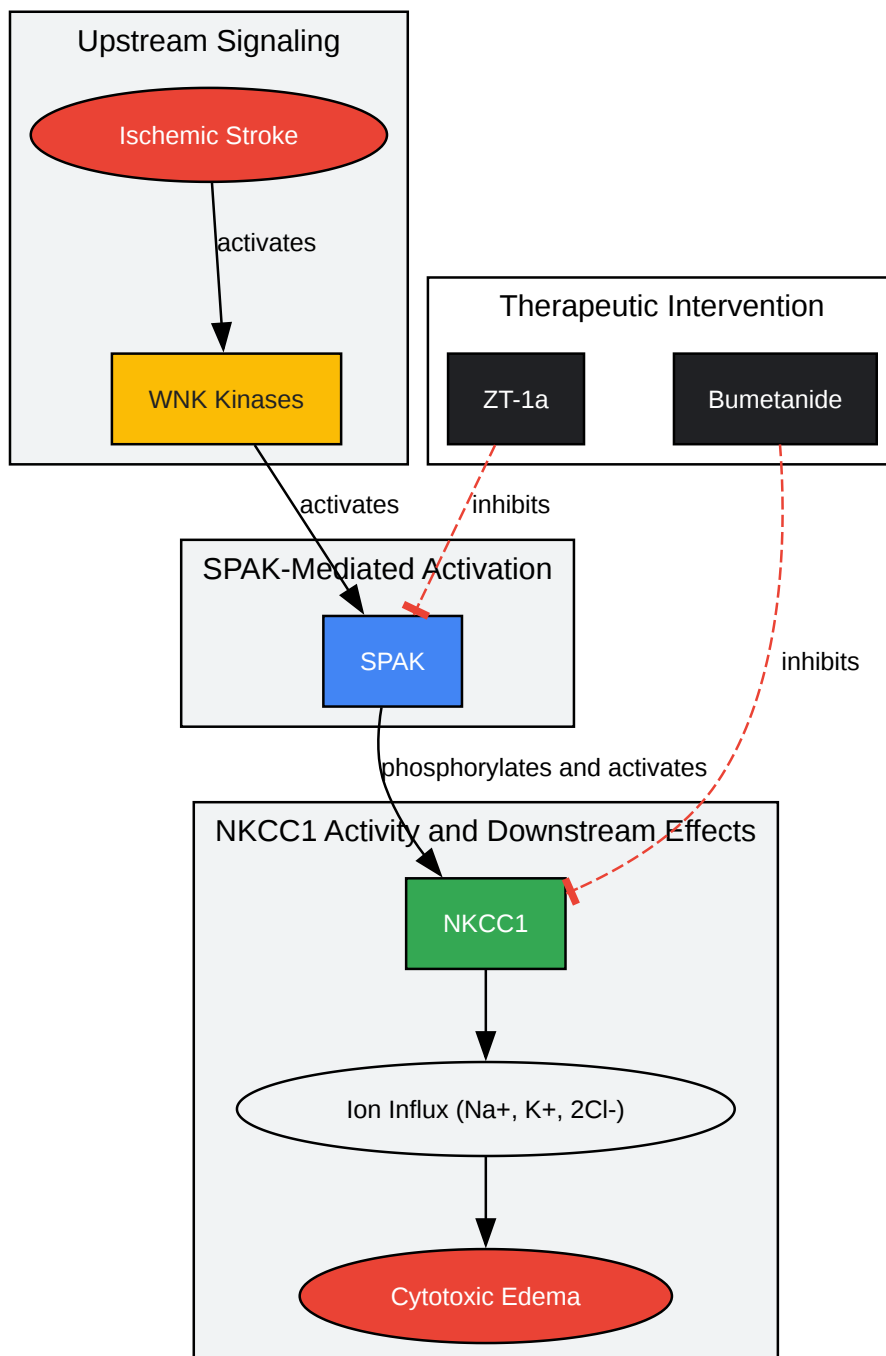 Upstream Signaling
Ischemic Stroke
activates
WNK Kinases
Therapeutic Intervention
ZT-1a
Bumetanide
activates
inhibits
SPAK-Mediated Activation
SPAK
inhibits
phosphorylates and activates
NKCC1 Activity and Downstream Effects
NKCC1
Ion Influx (Na+, K+, 2Cl-)
Cytotoxic Edema